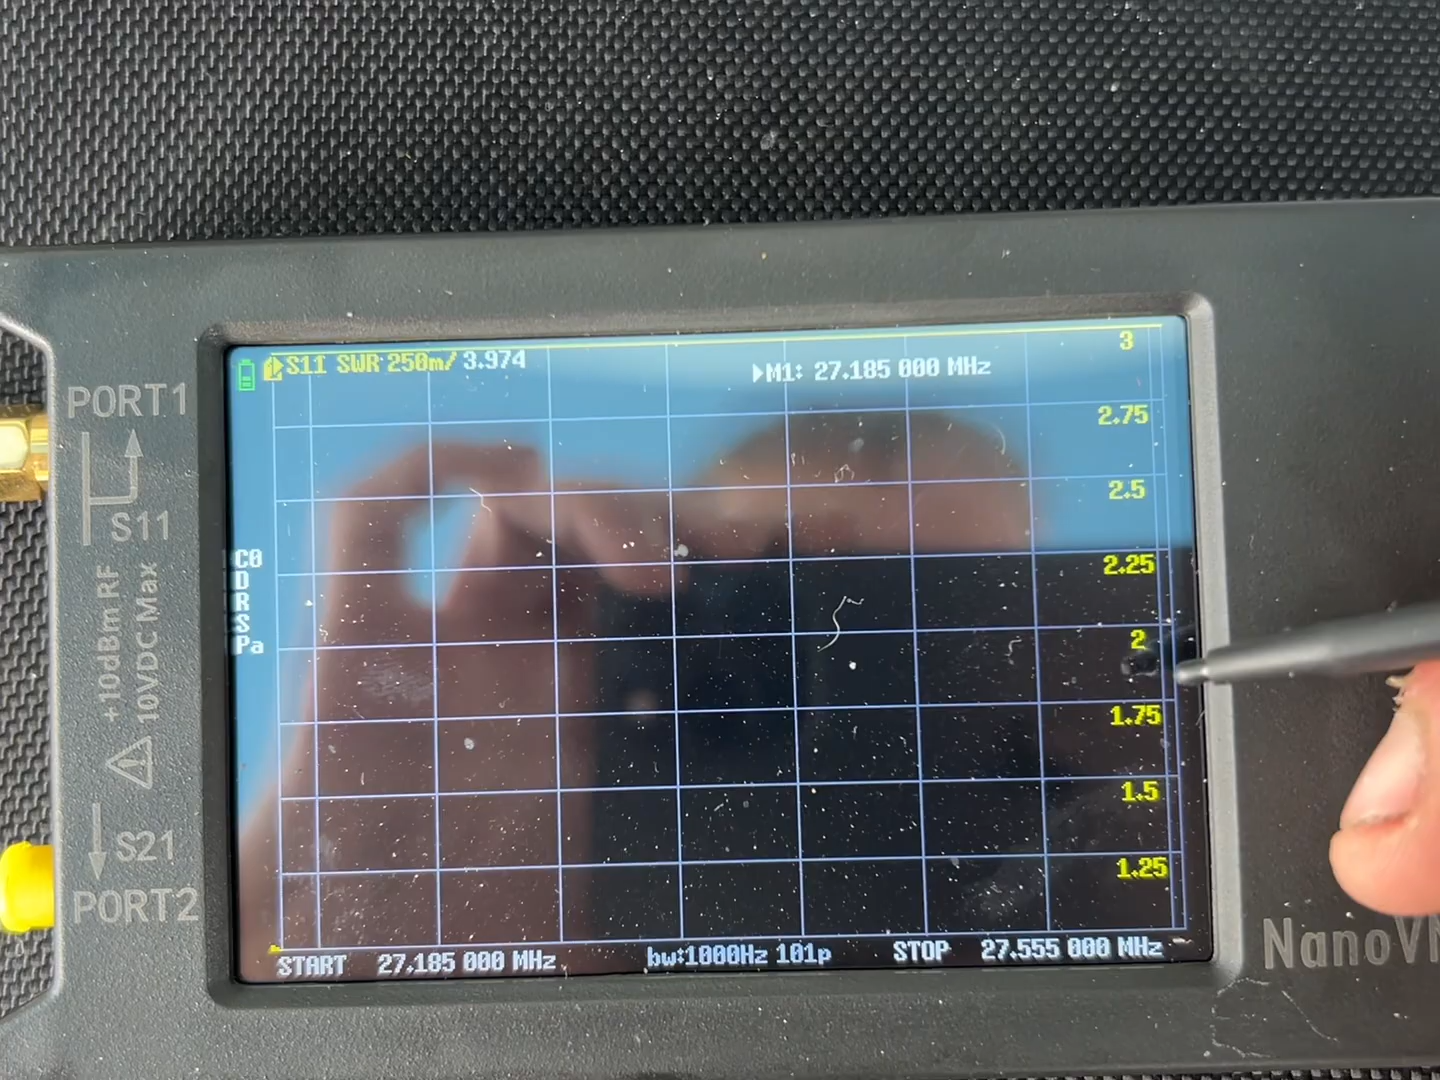 S11 SWR 250m/ 3.974
M1: 27.185 000 MHz
3
2.75
2.5
2.25
2
1.75
1.5
1.25
C0
D
R
S
Pa
START 27.185 000 MHz
bw:1000Hz 101p
STOP 27.555 000 MHz
PORT1
S11
+10dBm RF
10VDC Max
S21
PORT2
NanoVN